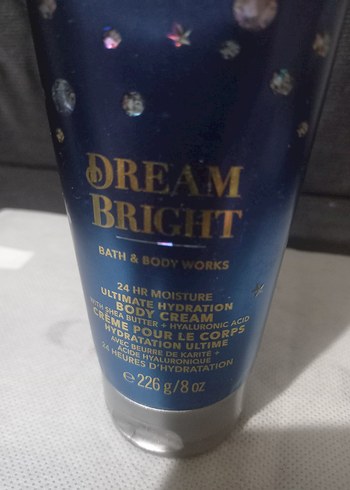 DREAM
BRIGHT
BATH & BODY WORKS
24 HR MOISTURE
ULTIMATE HYDRATION
BODY CREAM
WITH SHEA BUTTER + HYALURONIC ACID
CRÈME POUR LE CORPS
HYDRATATION ULTIME
AVEC BEURRE DE KARITÉ +
ACIDE HYALURONIQUE
24 HEURES D'HYDRATATION
e 226 g/8 oz